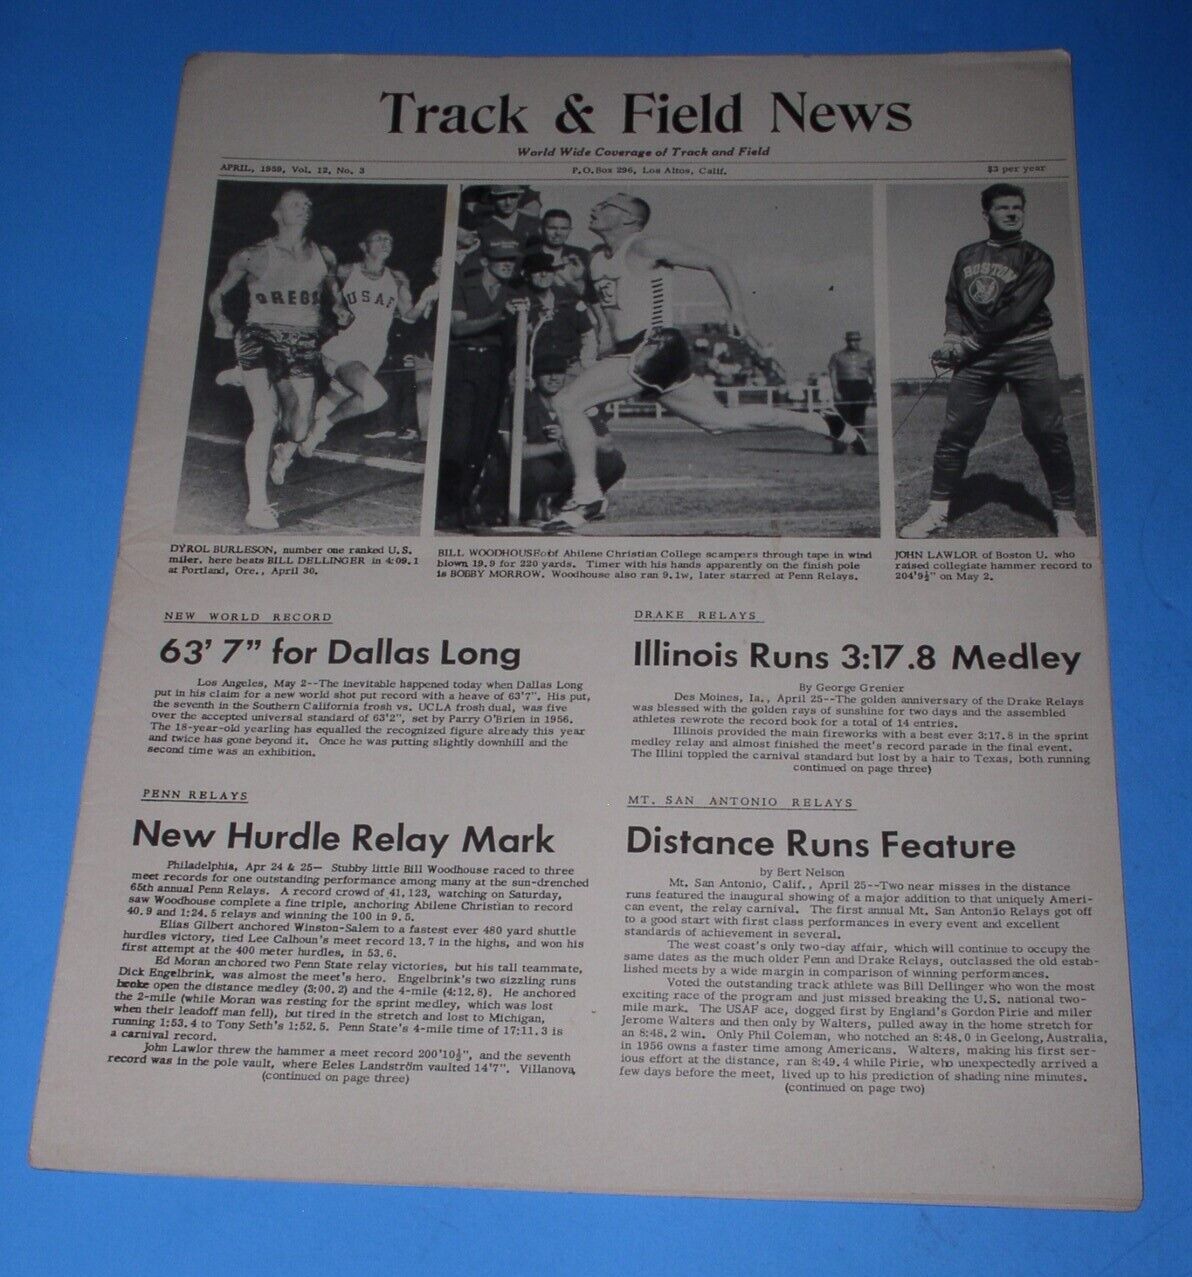 Track & Field News
World Wide Coverage of Track and Field
APRIL, 1959, Vol. 12, No. 3
P.O.Box 296, Los Altos, Calif.
$3 per year
OREGO
USAF
BOSTON
DYROL BURLESON, number one ranked U.S.
miler, here beats BILL DELLINGER in 4:09.1
at Portland, Ore., April 30.
BILL WOODHOUSE of Abilene Christian College scampers through tape in wind
blown 19.9 for 220 yards. Timer with his hands apparently on the finish pole
is BOBBY MORROW. Woodhouse also ran 9.1w, later starred at Penn Relays.
JOHN LAWLOR of Boston U. who
raised collegiate hammer record to
204'9½" on May 2.
NEW WORLD RECORD
63' 7" for Dallas Long
Los Angeles, May 2--The inevitable happened today when Dallas Long
put in his claim for a new world shot put record with a heave of 63'7". His put,
the seventh in the Southern California frosh vs. UCLA frosh dual, was five
over the accepted universal standard of 63'2", set by Parry O'Brien in 1956.
The 18-year-old yearling has equalled the recognized figure already this year
and twice has gone beyond it. Once he was putting slightly downhill and the
second time was an exhibition.
PENN RELAYS
New Hurdle Relay Mark
Philadelphia, Apr 24 & 25— Stubby little Bill Woodhouse raced to three
meet records for one outstanding performance among many at the sun-drenched
65th annual Penn Relays. A record crowd of 41,123, watching on Saturday,
saw Woodhouse complete a fine triple, anchoring Abilene Christian to record
40.9 and 1:24.5 relays and winning the 100 in 9.5.
Elias Gilbert anchored Winston-Salem to a fastest ever 480 yard shuttle
hurdles victory, tied Lee Calhoun's meet record 13.7 in the highs, and won his
first attempt at the 400 meter hurdles, in 53.6.
Ed Moran anchored two Penn State relay victories, but his tall teammate,
Dick Engelbrink, was almost the meet's hero. Engelbrink's two sizzling runs
broke open the distance medley (3:00.2) and the 4-mile (4:12.8). He anchored
the 2-mile (while Moran was resting for the sprint medley, which was lost
when their leadoff man fell), but tired in the stretch and lost to Michigan,
running 1:53.4 to Tony Seth's 1:52.5. Penn State's 4-mile time of 17:11.3 is
a carnival record.
John Lawlor threw the hammer a meet record 200'10½", and the seventh
record was in the pole vault, where Eeles Landström vaulted 14'7". Villanova,
(continued on page three)
DRAKE RELAYS
Illinois Runs 3:17.8 Medley
By George Grenier
Des Moines, Ia., April 25--The golden anniversary of the Drake Relays
was blessed with the golden rays of sunshine for two days and the assembled
athletes rewrote the record book for a total of 14 entries.
Illinois provided the main fireworks with a best ever 3:17.8 in the sprint
medley relay and almost finished the meet's record parade in the final event.
The Illini toppled the carnival standard but lost by a hair to Texas, both running
continued on page three)
MT. SAN ANTONIO RELAYS
Distance Runs Feature
by Bert Nelson
Mt. San Antonio, Calif., April 25--Two near misses in the distance
runs featured the inaugural showing of a major addition to that uniquely Ameri-
can event, the relay carnival. The first annual Mt. San Antonio Relays got off
to a good start with first class performances in every event and excellent
standards of achievement in several.
The west coast's only two-day affair, which will continue to occupy the
same dates as the much older Penn and Drake Relays, outclassed the old estab-
lished meets by a wide margin in comparison of winning performances.
Voted the outstanding track athlete was Bill Dellinger who won the most
exciting race of the program and just missed breaking the U.S. national two-
mile mark. The USAF ace, dogged first by England's Gordon Pirie and miler
Jerome Walters and then only by Walters, pulled away in the home stretch for
an 8:48.2 win. Only Phil Coleman, who notched an 8:48.0 in Geelong, Australia,
in 1956 owns a faster time among Americans. Walters, making his first ser-
ious effort at the distance, ran 8:49.4 while Pirie, who unexpectedly arrived a
few days before the meet, lived up to his prediction of shading nine minutes.
(continued on page two)